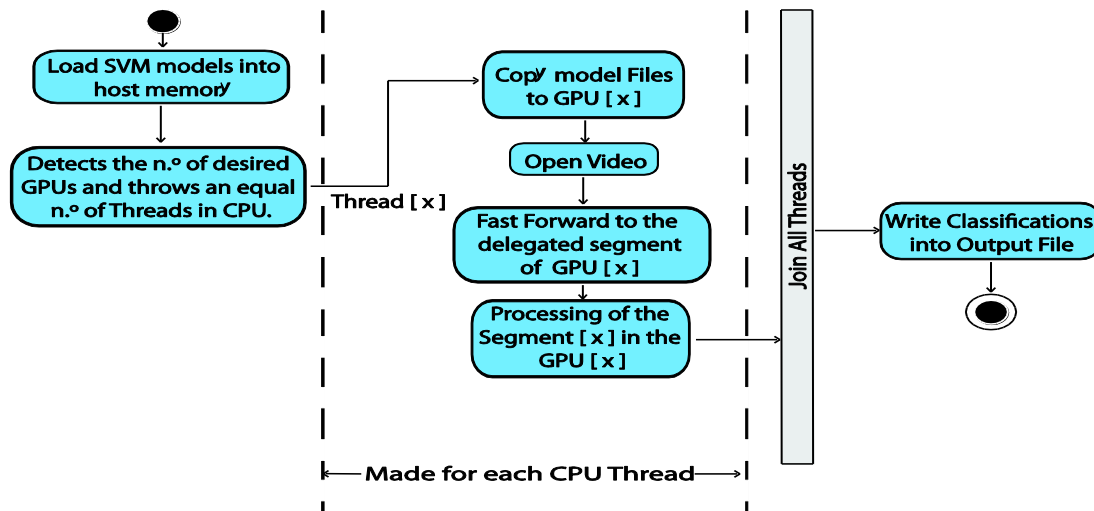 Load SVM models into
host memory
Detects the n.º of desired
GPUs and throws an equal
n.º of Threads in CPU.
Thread [ x ]
Copy model Files
to GPU [ x ]
Open Video
Fast Forward to the
delegated segment
of GPU [ x ]
Processing of the
Segment [ x ] in the
GPU [ x ]
Made for each CPU Thread
Join All Threads
Write Classifications
into Output File